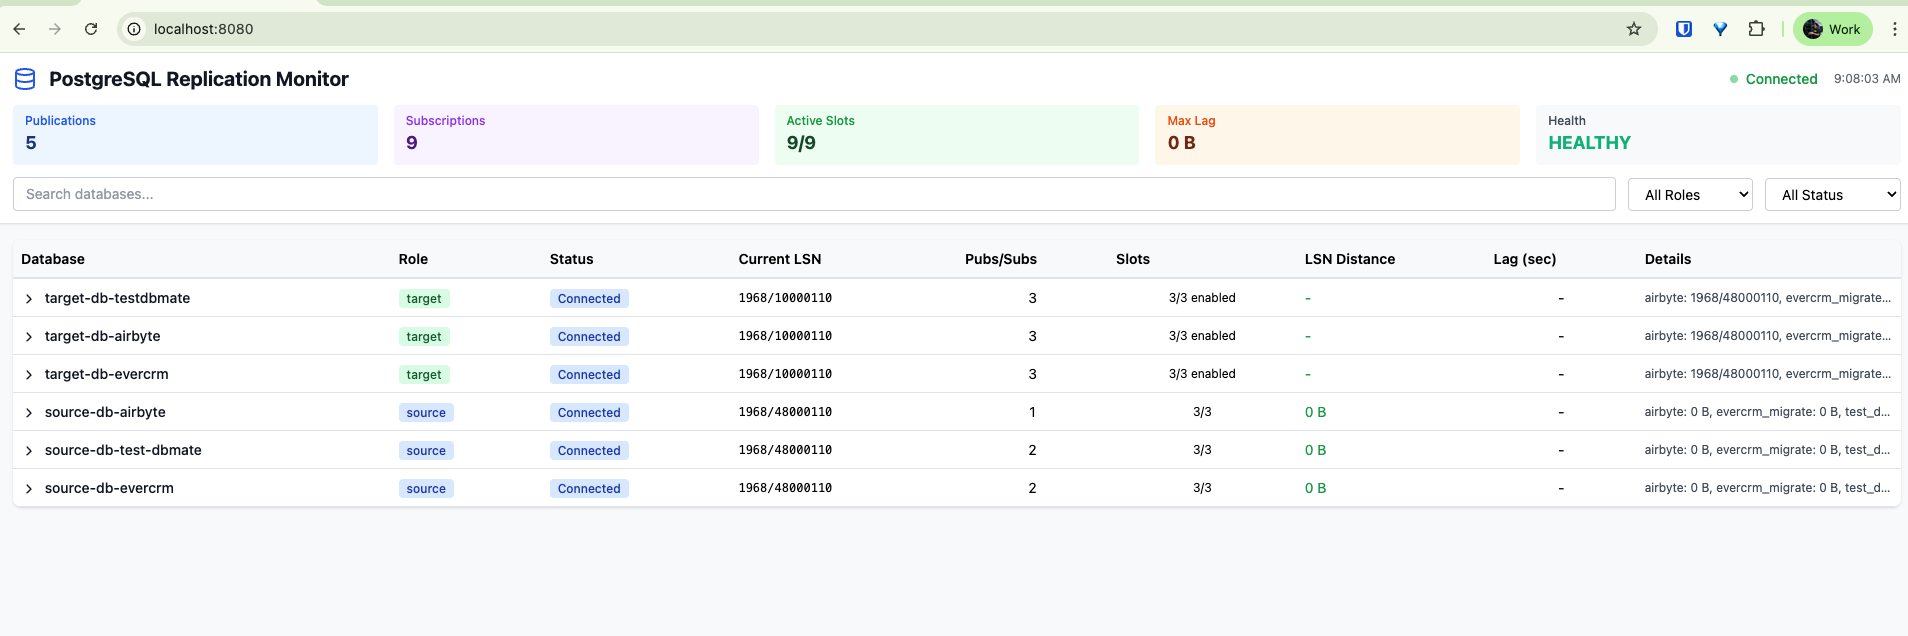 localhost:8080
Work
PostgreSQL Replication Monitor
Connected 9:08:03 AM
Publications
5
Subscriptions
9
Active Slots
9/9
Max Lag
0 B
Health
HEALTHY
Search databases...
All Roles
All Status
Database Role Status Current LSN Pubs/Subs Slots LSN Distance Lag (sec) Details
target-db-testdbmate target Connected 1968/10000110 3 3/3 enabled - - airbyte: 1968/48000110, evercrm_migrate...
target-db-airbyte target Connected 1968/10000110 3 3/3 enabled - - airbyte: 1968/48000110, evercrm_migrate...
target-db-evercrm target Connected 1968/10000110 3 3/3 enabled - - airbyte: 1968/48000110, evercrm_migrate...
source-db-airbyte source Connected 1968/48000110 1 3/3 0 B - airbyte: 0 B, evercrm_migrate: 0 B, test_d...
source-db-test-dbmate source Connected 1968/48000110 2 3/3 0 B - airbyte: 0 B, evercrm_migrate: 0 B, test_d...
source-db-evercrm source Connected 1968/48000110 2 3/3 0 B - airbyte: 0 B, evercrm_migrate: 0 B, test_d...